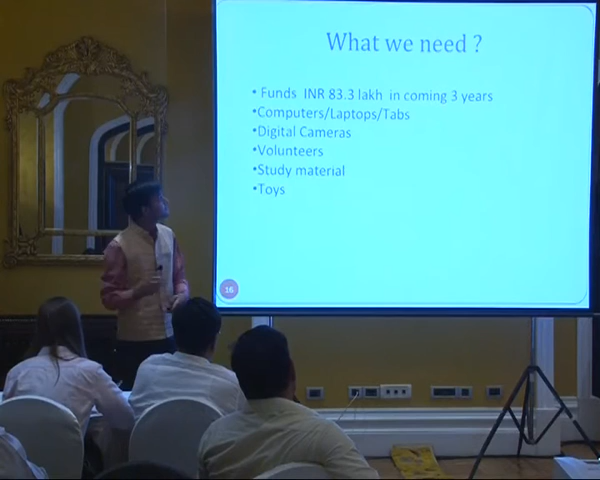 What we need ?
• Funds INR 83.3 lakh in coming 3 years
•Computers/Laptops/Tabs
•Digital Cameras
•Volunteers
•Study material
•Toys
16